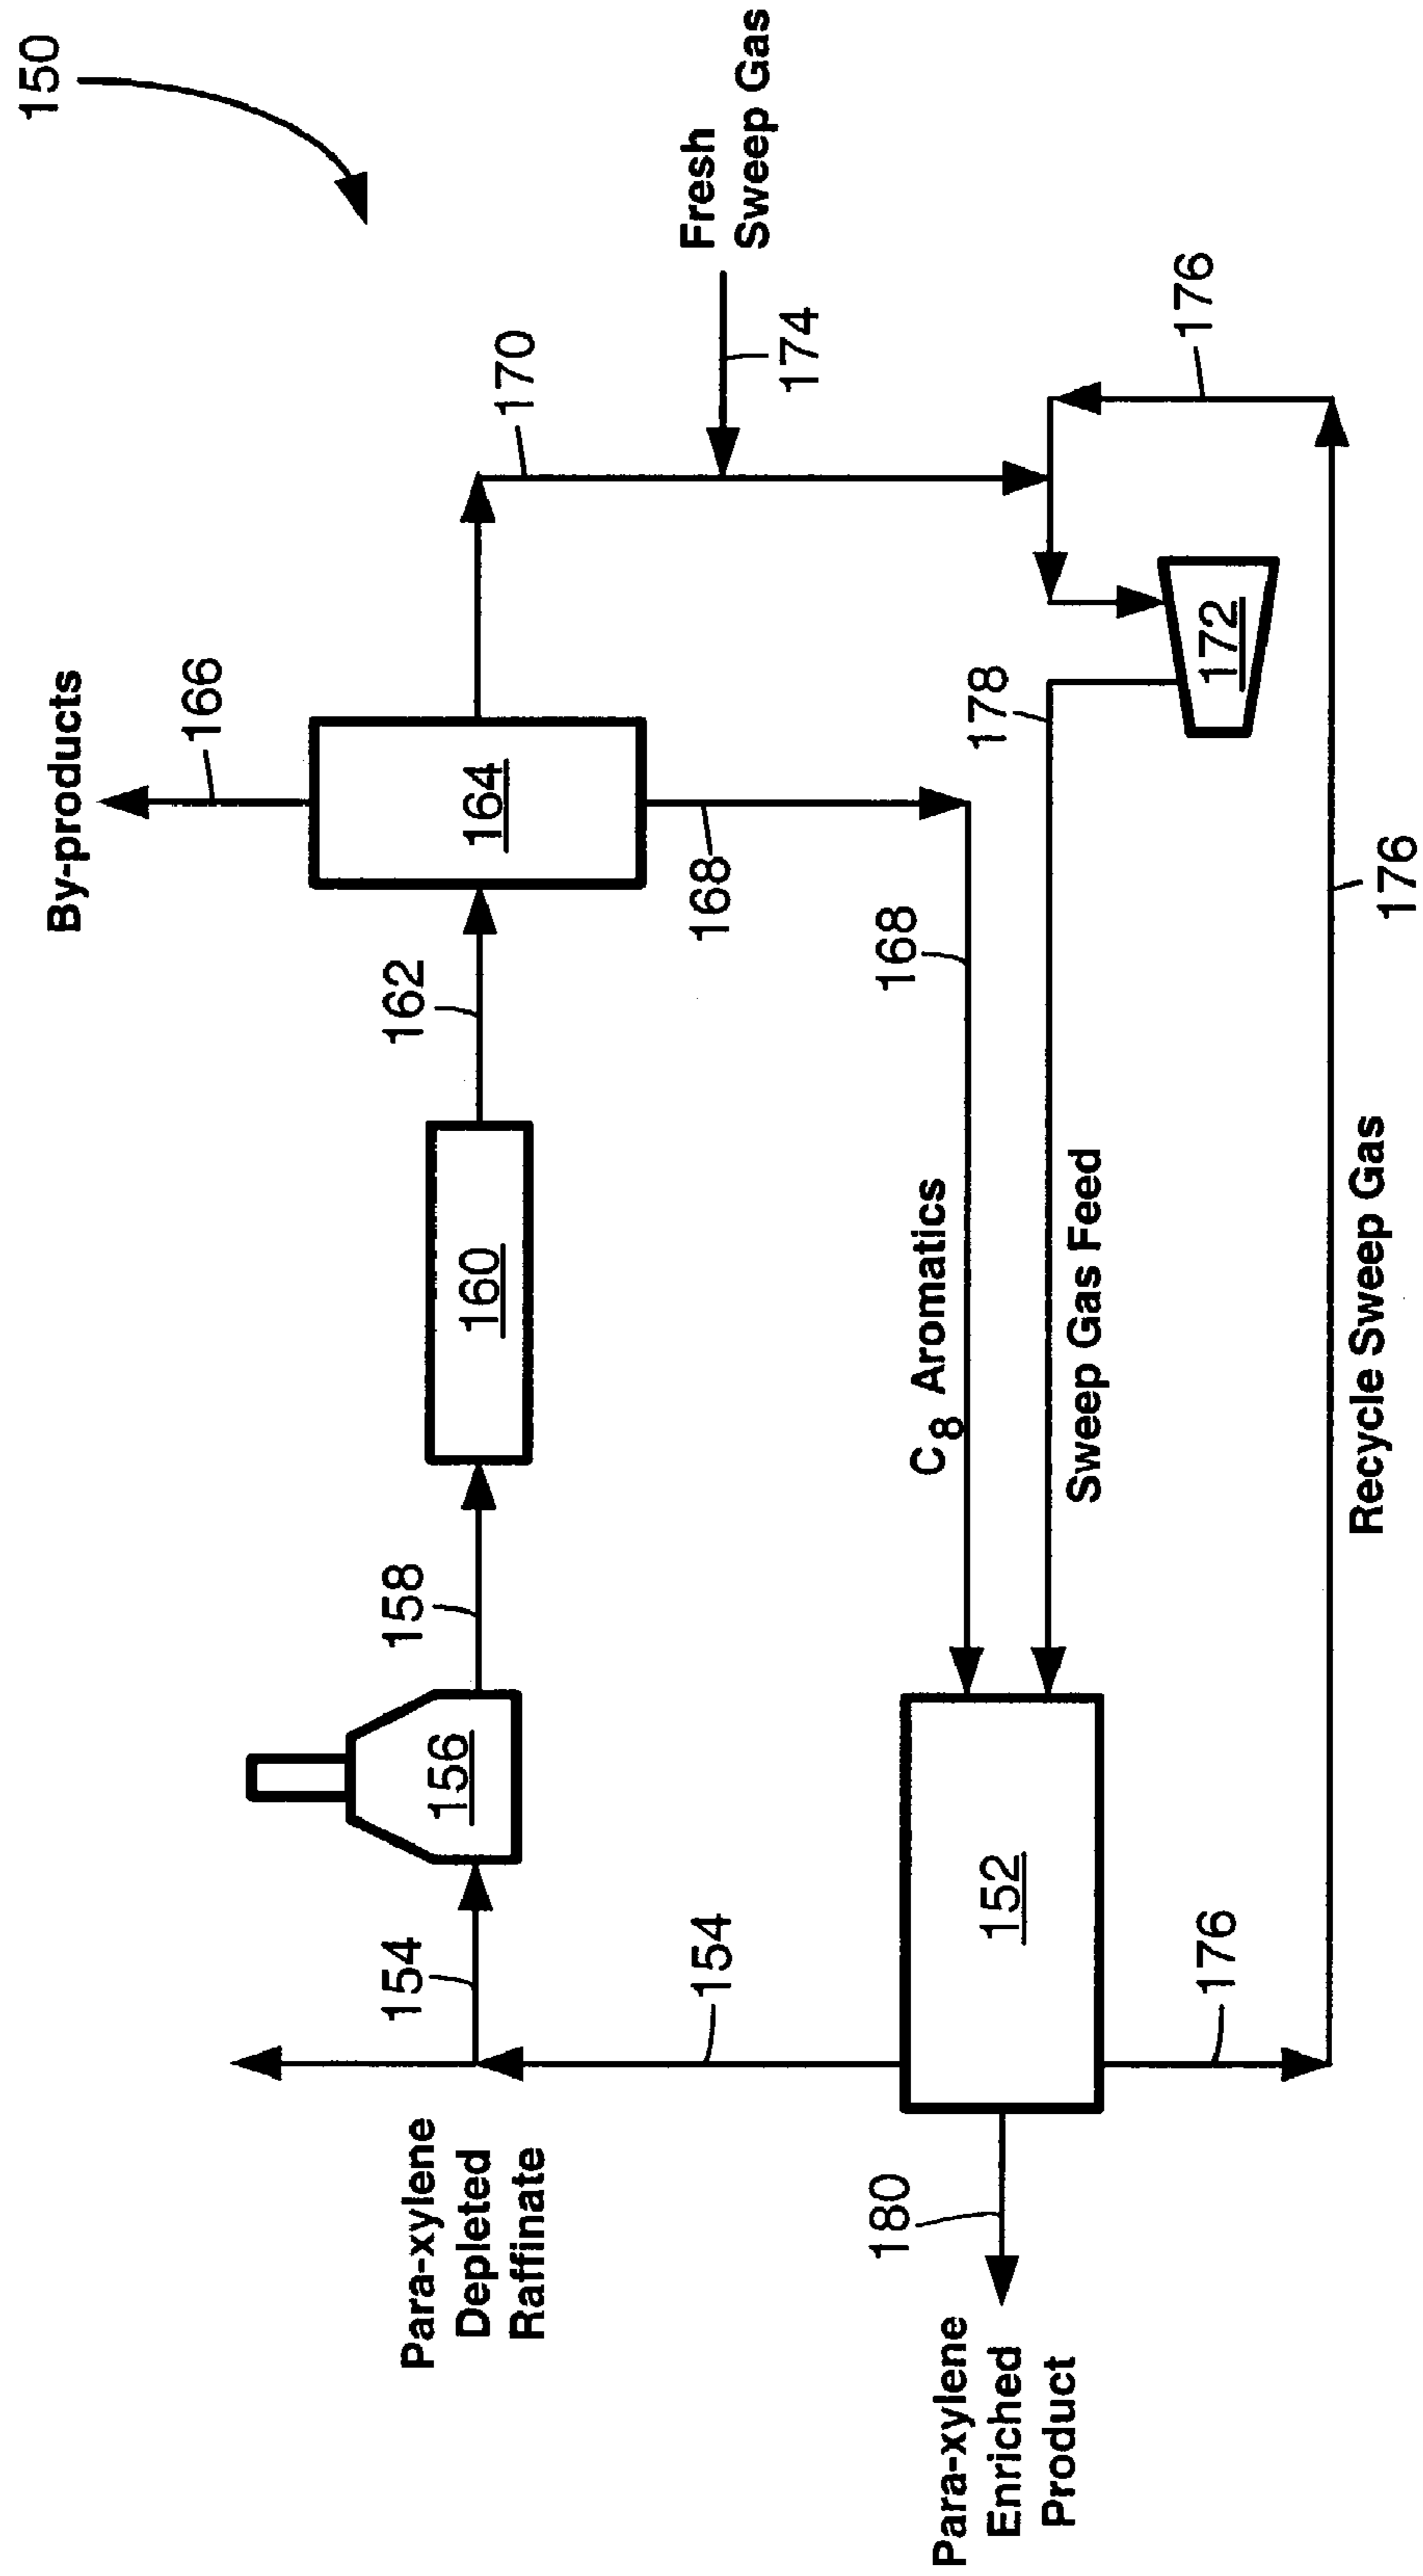 150
By-products
166
Para-xylene
Depleted
Raffinate
154
156
158
160
162
164
170
Fresh
Sweep Gas
174
154
168
168
C8 Aromatics
178
Sweep Gas Feed
172
176
180
Para-xylene
Enriched
Product
152
176
Recycle Sweep Gas
176